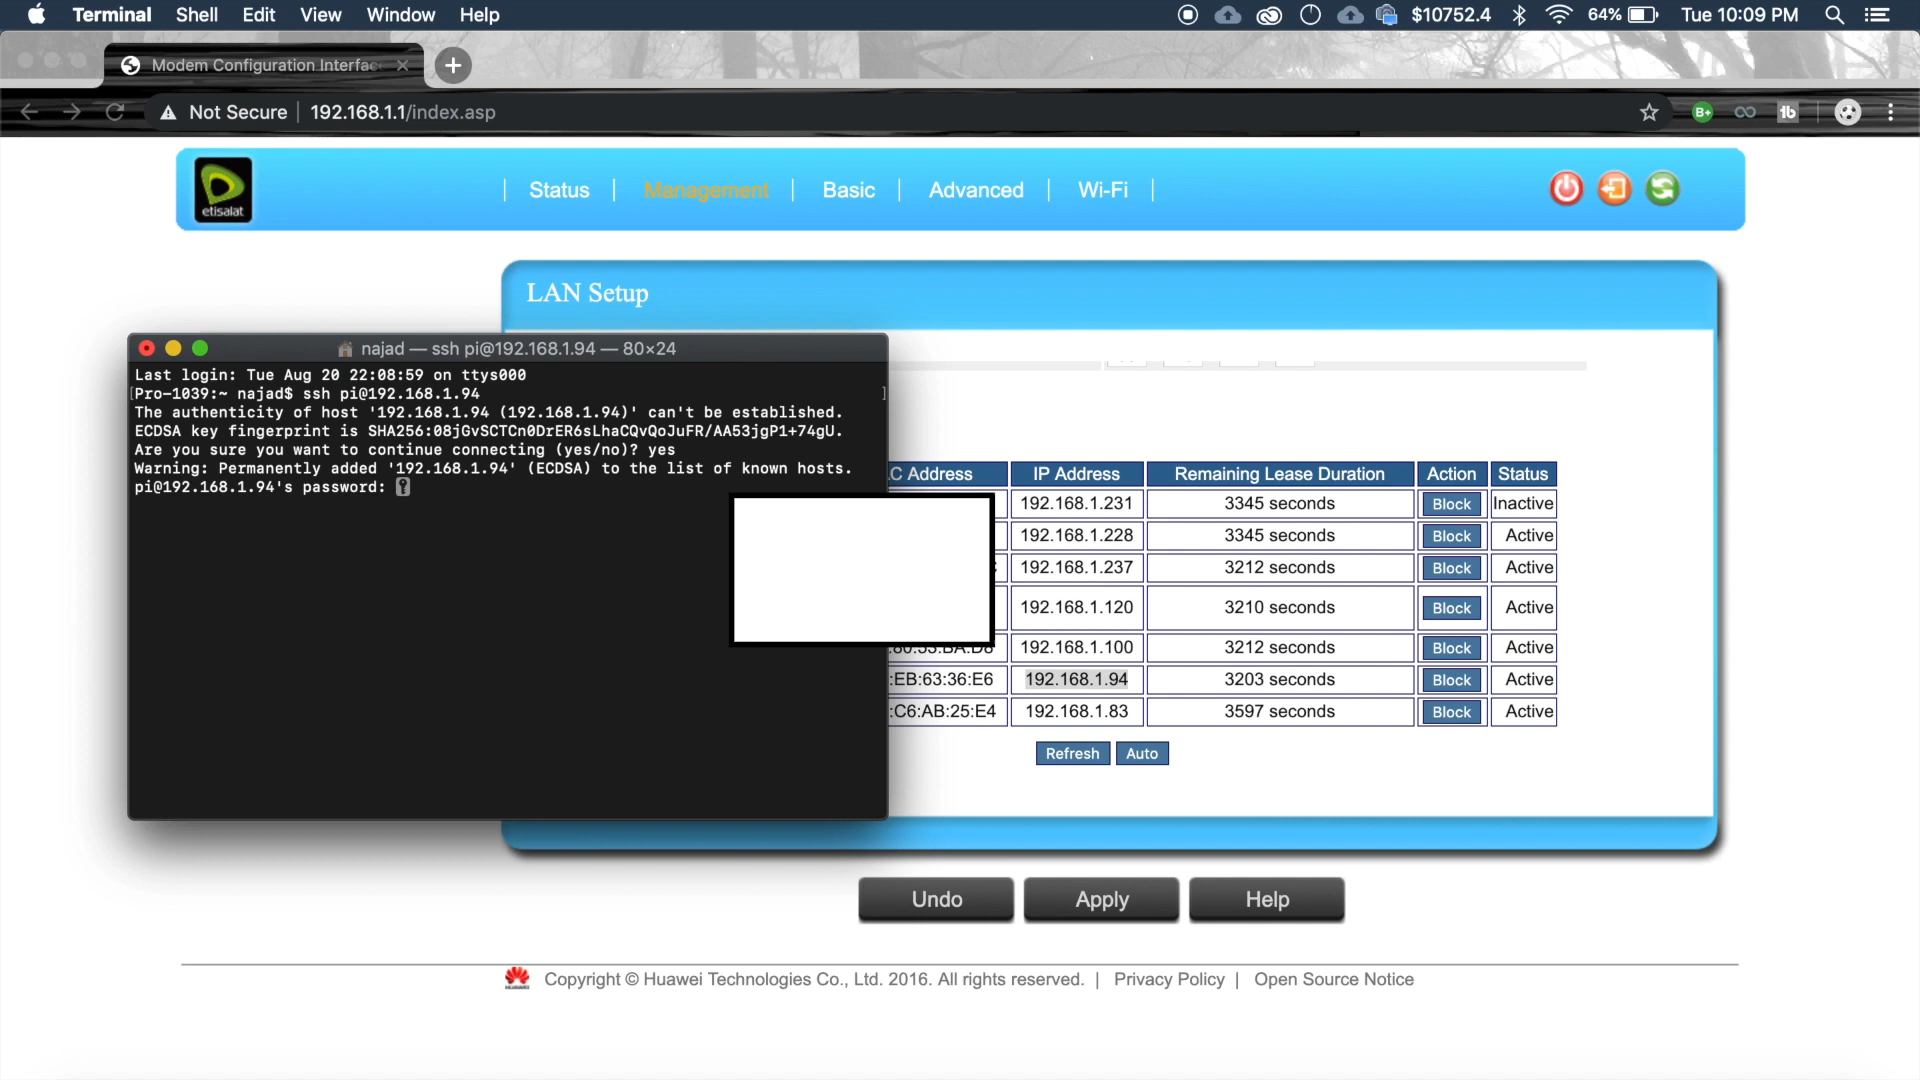 Terminal Shell Edit View Window Help $10752.4 64% Tue 10:09 PM
Modem Configuration Interfac
Not Secure 192.168.1.1/index.asp
etisalat
Status | Management | Basic | Advanced | Wi-Fi |
LAN Setup
najad — ssh pi@192.168.1.94 — 80×24
Last login: Tue Aug 20 22:08:59 on ttys000
[Pro-1039:~ najad$ ssh pi@192.168.1.94 ]
The authenticity of host '192.168.1.94 (192.168.1.94)' can't be established.
ECDSA key fingerprint is SHA256:08jGvSCTCn0DrER6sLhaCQvQoJuFR/AA53jgP1+74gU.
Are you sure you want to continue connecting (yes/no)? yes
Warning: Permanently added '192.168.1.94' (ECDSA) to the list of known hosts.
pi@192.168.1.94's password:
C Address IP Address Remaining Lease Duration Action Status
192.168.1.231 3345 seconds Block Inactive
192.168.1.228 3345 seconds Block Active
192.168.1.237 3212 seconds Block Active
192.168.1.120 3210 seconds Block Active
192.168.1.100 3212 seconds Block Active
:EB:63:36:E6 192.168.1.94 3203 seconds Block Active
:C6:AB:25:E4 192.168.1.83 3597 seconds Block Active
Refresh Auto
Undo Apply Help
HUAWEI Copyright © Huawei Technologies Co., Ltd. 2016. All rights reserved. | Privacy Policy | Open Source Notice